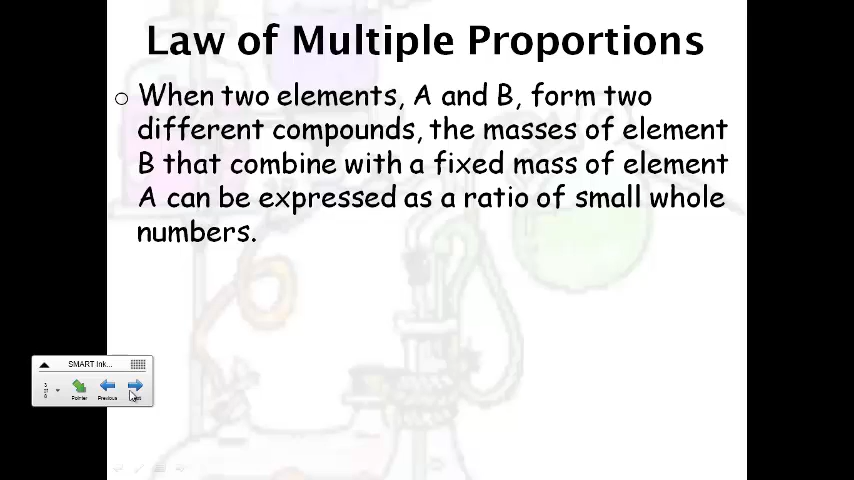 Law of Multiple Proportions
When two elements, A and B, form two
different compounds, the masses of element
B that combine with a fixed mass of element
A can be expressed as a ratio of small whole
numbers.
SMART Ink...
Pointer
Previous